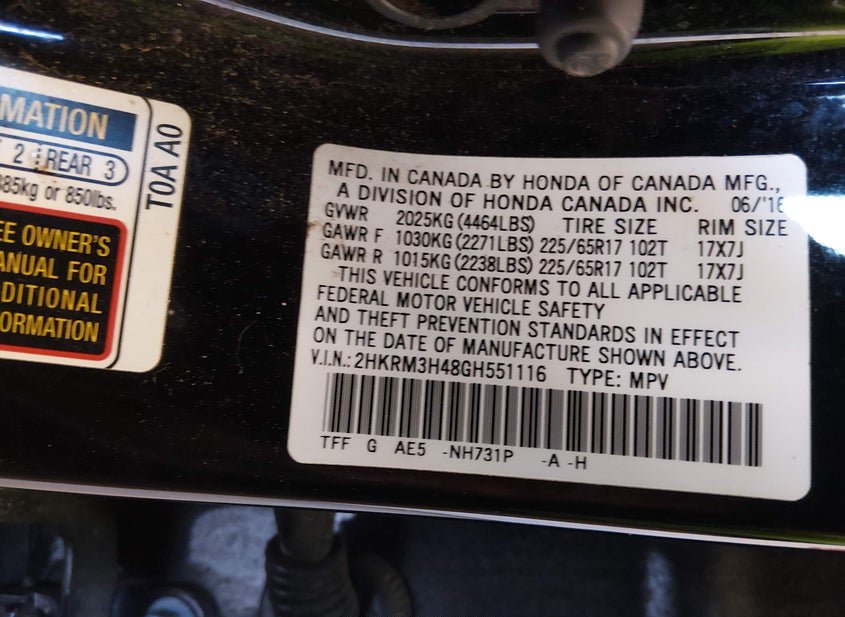 MATION
2 REAR 3
385kg or 850lbs.
EE OWNER'S
ANUAL FOR
DITIONAL
ORMATION
T0A A0
MFD. IN CANADA BY HONDA OF CANADA MFG.,
A DIVISION OF HONDA CANADA INC. 06/'16
GVWR 2025KG (4464LBS) TIRE SIZE RIM SIZE
GAWR F 1030KG (2271LBS) 225/65R17 102T 17X7J
GAWR R 1015KG (2238LBS) 225/65R17 102T 17X7J
THIS VEHICLE CONFORMS TO ALL APPLICABLE
FEDERAL MOTOR VEHICLE SAFETY
AND THEFT PREVENTION STANDARDS IN EFFECT
ON THE DATE OF MANUFACTURE SHOWN ABOVE.
V.I.N.: 2HKRM3H48GH551116 TYPE: MPV
TFF G AE5 -NH731P -A -H